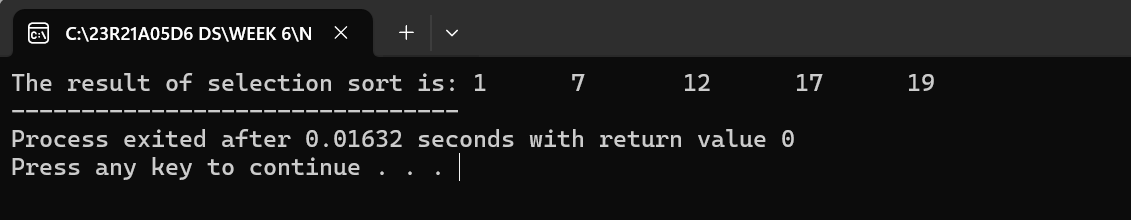 C:\23R21A05D6 DS\WEEK 6\N
The result of selection sort is: 1 7 12 17 19
--------------------------------
Process exited after 0.01632 seconds with return value 0
Press any key to continue . . .